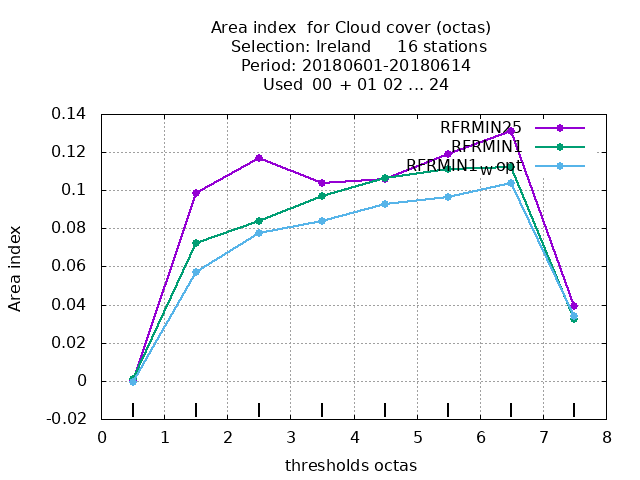 Area index  for Cloud cover (octas)
Selection: Ireland     16 stations
Period: 20180601-20180614
Used  00  + 01 02 ... 24
RFRMIN25
RFRMIN1
RFRMIN1wopt
0.14
0.12
0.1
0.08
0.06
0.04
0.02
0
-0.02
Area index
0 1 2 3 4 5 6 7 8
thresholds octas